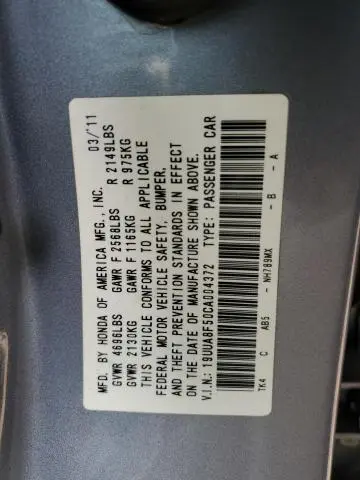 MFD. BY HONDA OF AMERICA MFG., INC. 03/'11
GVWR 4696LBS GAWR F 2568LBS R 2149LBS
GVWR 2130KG GAWR F 1165KG R 975KG
THIS VEHICLE CONFORMS TO ALL APPLICABLE
FEDERAL MOTOR VEHICLE SAFETY, BUMPER,
AND THEFT PREVENTION STANDARDS IN EFFECT
ON THE DATE OF MANUFACTURE SHOWN ABOVE.
V.I.N.: 19UUA8F50CA004372 TYPE: PASSENGER CAR
TK4 C AB5 - NH789MX - B - A